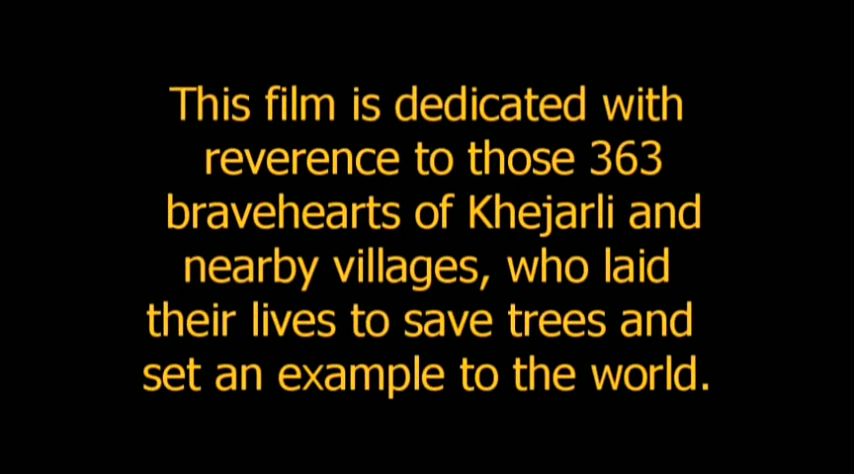 This film is dedicated with
reverence to those 363
bravehearts of Khejarli and
nearby villages, who laid
their lives to save trees and
set an example to the world.